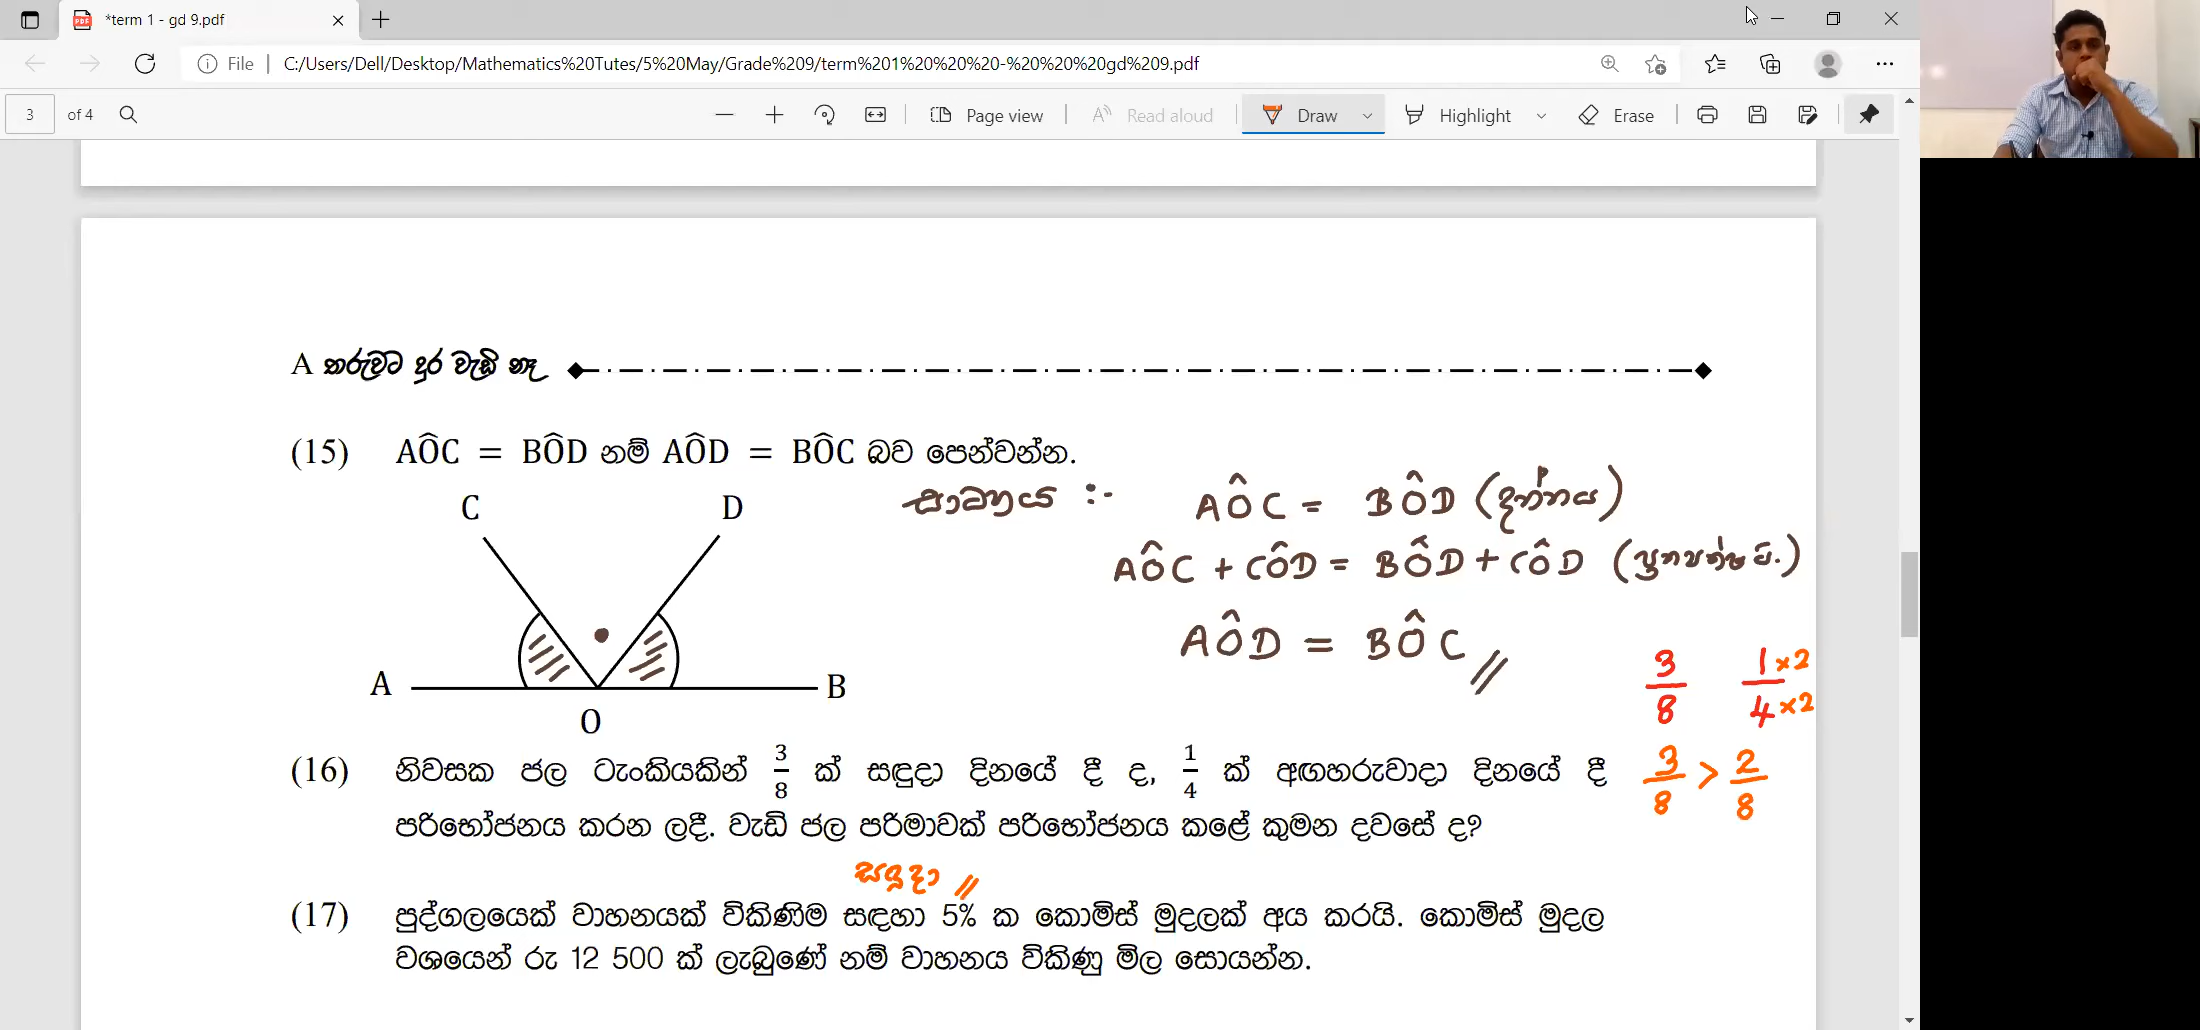 *term 1 - gd 9.pdf
File | C:/Users/Dell/Desktop/Mathematics%20Tutes/5%20May/Grade%209/term%201%20%20%20-%20%20%20gd%209.pdf
3 of 4 Page view Read aloud Draw Highlight Erase
A තරුවට දුර වැඩි නෑ
(15) AÔC = BÔD නම් AÔD = BÔC බව පෙන්වන්න.
සාධනය :- AÔC = BÔD (දත්තය)
AÔC + CÔD = BÔD + CÔD (ප්‍රත්‍යක්ෂ ය.)
AÔD = BÔC //
C D
A B
O
3/8 1×2/4×2
(16) නිවසක ජල ටැංකියකින් 3/8 ක් සඳුදා දිනයේ දී ද, 1/4 ක් අඟහරුවාදා දිනයේ දී
3/8 > 2/8
පරිභෝජනය කරන ලදී. වැඩි ජල පරිමාවක් පරිභෝජනය කළේ කුමන දවසේ ද?
සඳුදා //
(17) පුද්ගලයෙක් වාහනයක් විකිණිම සඳහා 5% ක කොමිස් මුදලක් අය කරයි. කොමිස් මුදල
වශයෙන් රු 12 500 ක් ලැබුණේ නම් වාහනය විකිණු මිල සොයන්න.